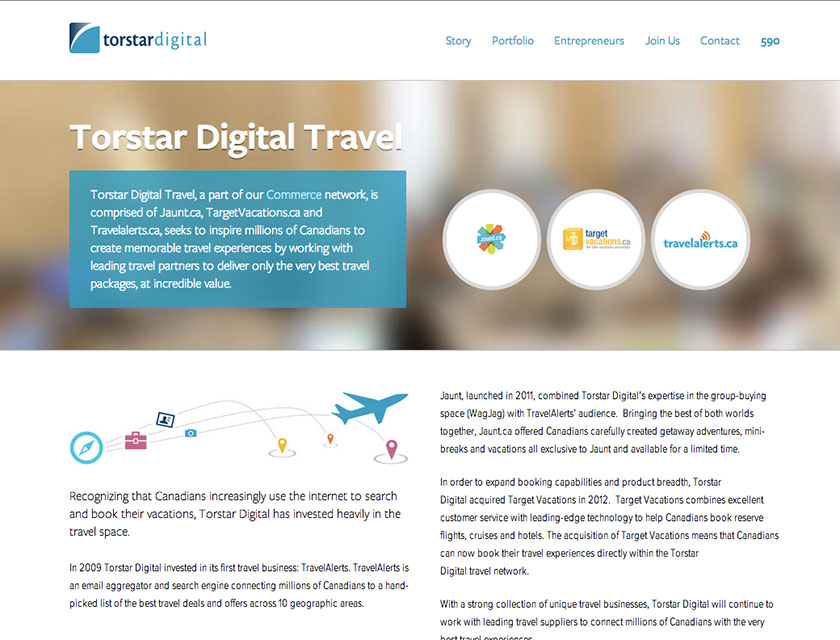 torstardigital
Story Portfolio Entrepreneurs Join Us Contact 590
Torstar Digital Travel
Torstar Digital Travel, a part of our Commerce network, is
comprised of Jaunt.ca, TargetVacations.ca and
Travelalerts.ca, seeks to inspire millions of Canadians to
create memorable travel experiences by working with
leading travel partners to deliver only the very best travel
packages, at incredible value.
Jaunt.ca
target
vacations.ca
travelalerts.ca
Recognizing that Canadians increasingly use the internet to search
and book their vacations, Torstar Digital has invested heavily in the
travel space.
In 2009 Torstar Digital invested in its first travel business: TravelAlerts. TravelAlerts is
an email aggregator and search engine connecting millions of Canadians to a hand-
picked list of the best travel deals and offers across 10 geographic areas.
Jaunt, launched in 2011, combined Torstar Digital's expertise in the group-buying
space (WagJag) with TravelAlerts' audience. Bringing the best of both worlds
together, Jaunt.ca offered Canadians carefully created getaway adventures, mini-
breaks and vacations all exclusive to Jaunt and available for a limited time.
In order to expand booking capabilities and product breadth, Torstar
Digital acquired Target Vacations in 2012. Target Vacations combines excellent
customer service with leading-edge technology to help Canadians book reserve
flights, cruises and hotels. The acquisition of Target Vacations means that Canadians
can now book their travel experiences directly within the Torstar
Digital travel network.
With a strong collection of unique travel businesses, Torstar Digital will continue to
work with leading travel suppliers to connect millions of Canadians with the very
best travel experiences